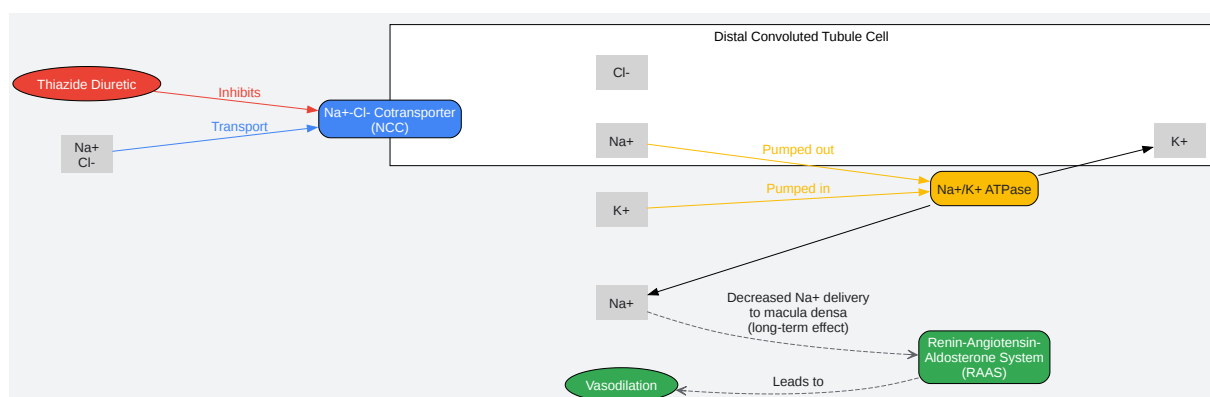 Distal Convoluted Tubule Cell
Cl-
Thiazide Diuretic
Inhibits
Na+-Cl- Cotransporter
(NCC)
Transport
Na+
Cl-
Na+
Pumped out
K+
Pumped in
K+
Na+/K+ ATPase
Na+
Decreased Na+ delivery
to macula densa
(long-term effect)
Renin-Angiotensin-
Aldosterone System
(RAAS)
Leads to
Vasodilation